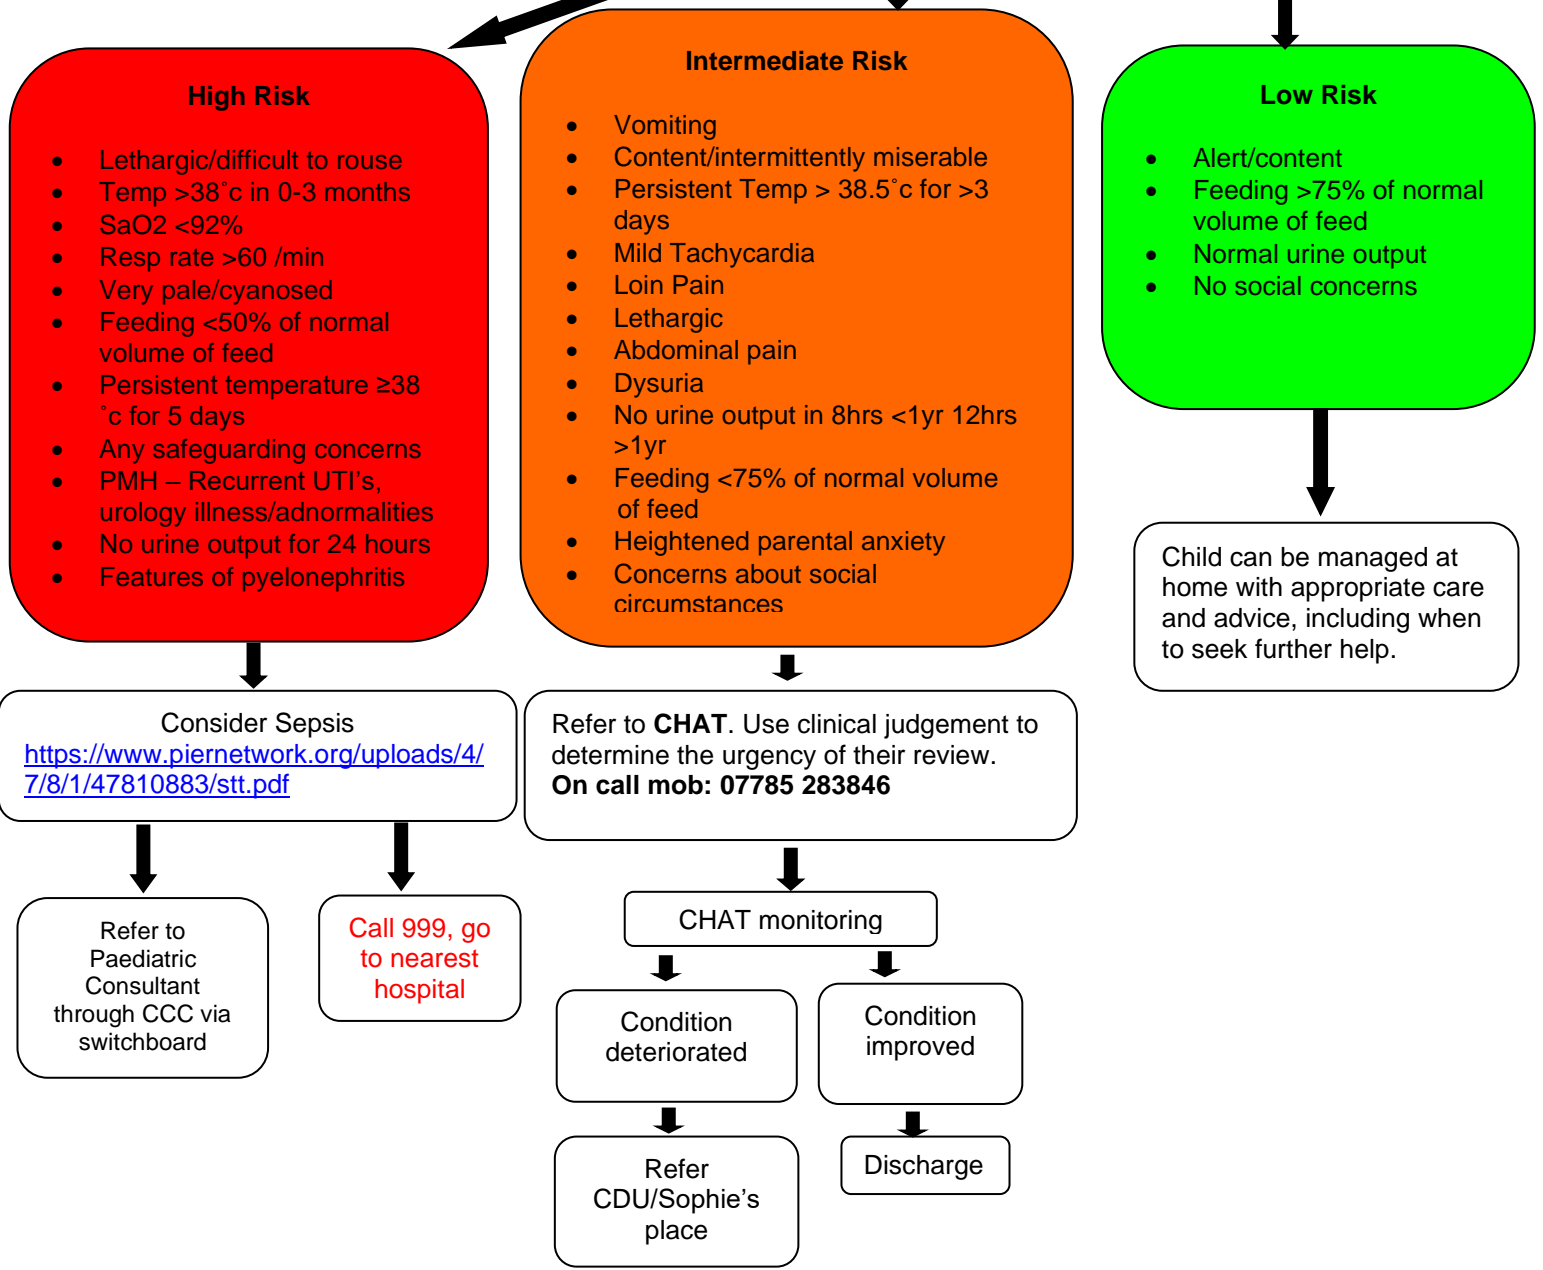 High Risk
• Lethargic/difficult to rouse
• Temp >38˚c in 0-3 months
• SaO2 <92%
• Resp rate >60 /min
• Very pale/cyanosed
• Feeding <50% of normal
volume of feed
• Persistent temperature ≥38
˚c for 5 days
• Any safeguarding concerns
• PMH – Recurrent UTI’s,
urology illness/adnormalities
• No urine output for 24 hours
• Features of pyelonephritis
Intermediate Risk
• Vomiting
• Content/intermittently miserable
• Persistent Temp > 38.5˚c for >3
days
• Mild Tachycardia
• Loin Pain
• Lethargic
• Abdominal pain
• Dysuria
• No urine output in 8hrs <1yr 12hrs
>1yr
• Feeding <75% of normal volume
of feed
• Heightened parental anxiety
• Concerns about social
circumstances
Low Risk
• Alert/content
• Feeding >75% of normal
volume of feed
• Normal urine output
• No social concerns
Consider Sepsis
https://www.piernetwork.org/uploads/4/
7/8/1/47810883/stt.pdf
Refer to
Paediatric
Consultant
through CCC via
switchboard
Call 999, go
to nearest
hospital
Refer to CHAT. Use clinical judgement to
determine the urgency of their review.
On call mob: 07785 283846
CHAT monitoring
Condition
deteriorated
Condition
improved
Refer
CDU/Sophie’s
place
Discharge
Child can be managed at
home with appropriate care
and advice, including when
to seek further help.